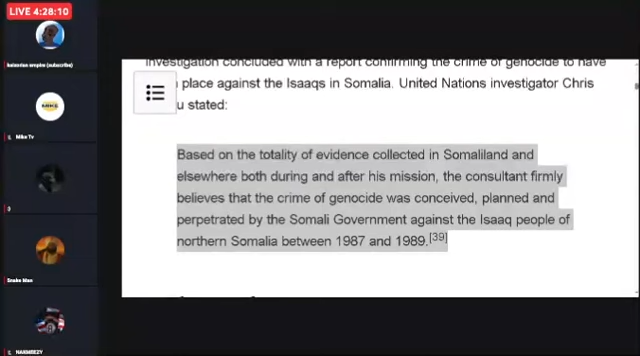 LIVE 4:28:10
investigation concluded with a report confirming the crime of genocide to have
place against the Isaaqs in Somalia. United Nations investigator Chris
u stated:
Based on the totality of evidence collected in Somaliland and
elsewhere both during and after his mission, the consultant firmly
believes that the crime of genocide was conceived, planned and
perpetrated by the Somali Government against the Isaaq people of
northern Somalia between 1987 and 1989.[39]
Mike Tv
Snake Man